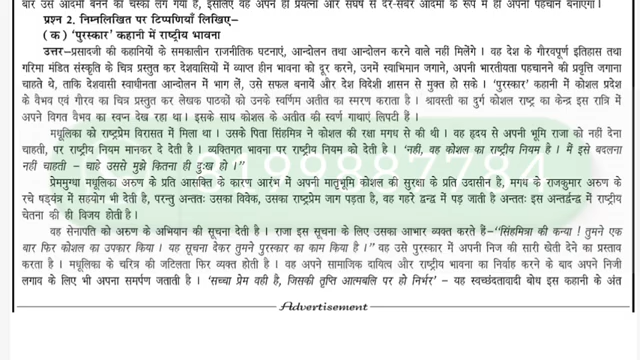 बार उसे आदमी बनने का चस्का लग गया है, इसलिए वह अपने ही प्रयत्नों और संघर्ष से देर-सबेर आदमी के रूप में ही अपनी पहचान बनाएगा।
प्रश्न 2. निम्नलिखित पर टिप्पणियाँ लिखिए–
(क) 'पुरस्कार' कहानी में राष्ट्रीय भावना
उत्तर–प्रसादजी की कहानियों के समकालीन राजनीतिक घटनाएं, आन्दोलन तथा आन्दोलन करने वाले नहीं मिलेंगे। वह देश के गौरवपूर्ण इतिहास तथा
गरिमा मंडित संस्कृति के चित्र प्रस्तुत कर देशवासियों में व्याप्त हीन भावना को दूर करने, उनमें स्वाभिमान जगाने, अपनी भारतीयता पहचानने की प्रवृत्ति जगाना
चाहते थे, ताकि देशवासी स्वाधीनता आन्दोलन में भाग लें, उसे सफल बनायें और देश विदेशी शासन से मुक्त हो सके। 'पुरस्कार' कहानी में कोशल प्रदेश
के वैभव एवं गौरव का चित्र प्रस्तुत कर लेखक पाठकों को उनके स्वर्णिम अतीत का स्मरण कराता है। श्रावस्ती का दुर्ग कोशल राष्ट्र का केन्द्र इस रात्रि में
अपने विगत वैभव का स्वप्न देख रहा था। इसके साथ कोशल के अतीत की स्वर्ण गाथाएं लिपटी हैं।
मधूलिका को राष्ट्रप्रेम विरासत में मिला था। उसके पिता सिंहमित्र ने कोशल की रक्षा मगध से की थी। वह हृदय से अपनी भूमि राजा को नहीं देना
चाहती, पर राष्ट्रीय नियम मानकर दे देती है। व्यक्तिगत भावना पर राष्ट्रीय नियम को देती है। 'नहीं, वह कोशल का राष्ट्रीय नियम है। मैं इसे बदलना
नहीं चाहती – चाहे उससे मुझे कितना ही दुःख हो।"
प्रेममुग्धा मधूलिका अरुण के प्रति आसक्ति के कारण आरंभ में अपनी मातृभूमि कोशल की सुरक्षा के प्रति उदासीन है, मगध के राजकुमार अरुण के
रचे षड्यंत्र में सहयोग भी देती है, परन्तु अन्ततः उसका विवेक, उसका राष्ट्रप्रेम जाग पड़ता है, वह गहरे द्वन्द्व में पड़ जाती है अन्ततः इस अन्तर्द्वन्द्व में राष्ट्रीय
चेतना की ही विजय होती है।
वह सेनापति को अरुण के अभियान की सूचना देती है। राजा इस सूचना के लिए उसका आभार व्यक्त करते हैं–"सिंहमित्रा की कन्या! तुमने एक
बार फिर कोशल का उपकार किया। यह सूचना देकर तुमने पुरस्कार का काम किया है।" वह उसे पुरस्कार में अपनी निज की सारी खेती देने का प्रस्ताव
करता है। मधूलिका के चरित्र की जटिलता फिर व्यक्त होती है। वह अपने सामाजिक दायित्व और राष्ट्रीय भावना का निर्वाह करने के बाद अपने निजी
लगाव के लिए भी अपना समर्पण जताती है। 'सच्चा प्रेम वही है, जिसकी तृप्ति आत्मबलि पर हो निर्भर' – यह स्वच्छंदतावादी बोध इस कहानी के अंत
Advertisement